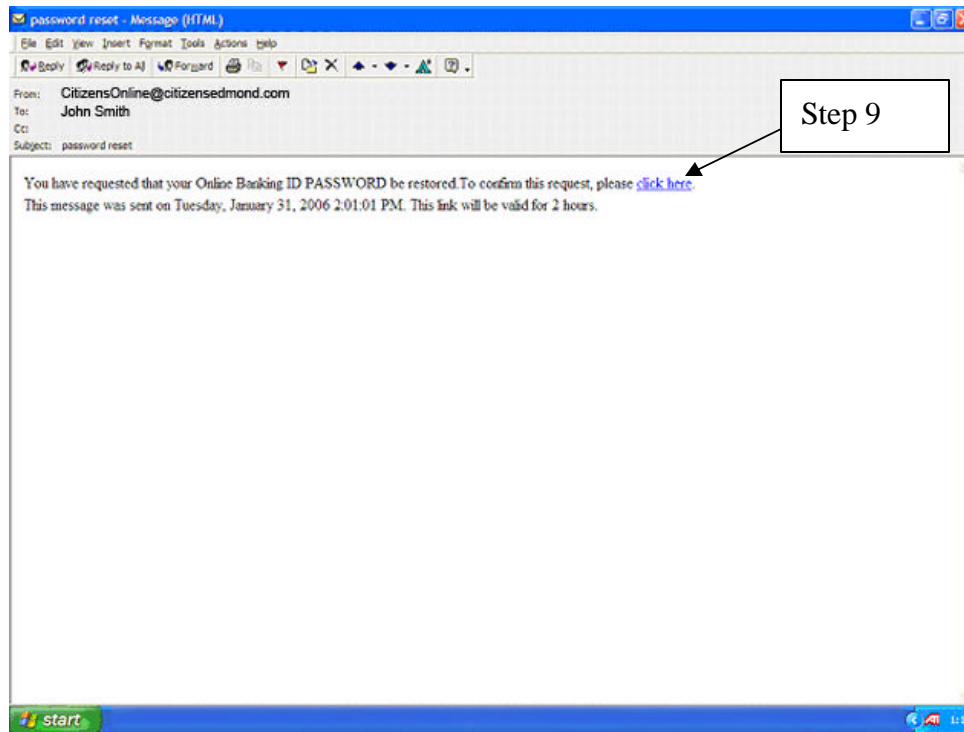 password reset - Message (HTML)
File Edit View Insert Format Tools Actions Help
Reply Reply to All Forward
From: CitizensOnline@citizensedmond.com
To: John Smith
Cc:
Subject: password reset
Step 9
You have requested that your Online Banking ID PASSWORD be restored.To confirm this request, please click here.
This message was sent on Tuesday, January 31, 2006 2:01:01 PM. This link will be valid for 2 hours.
start